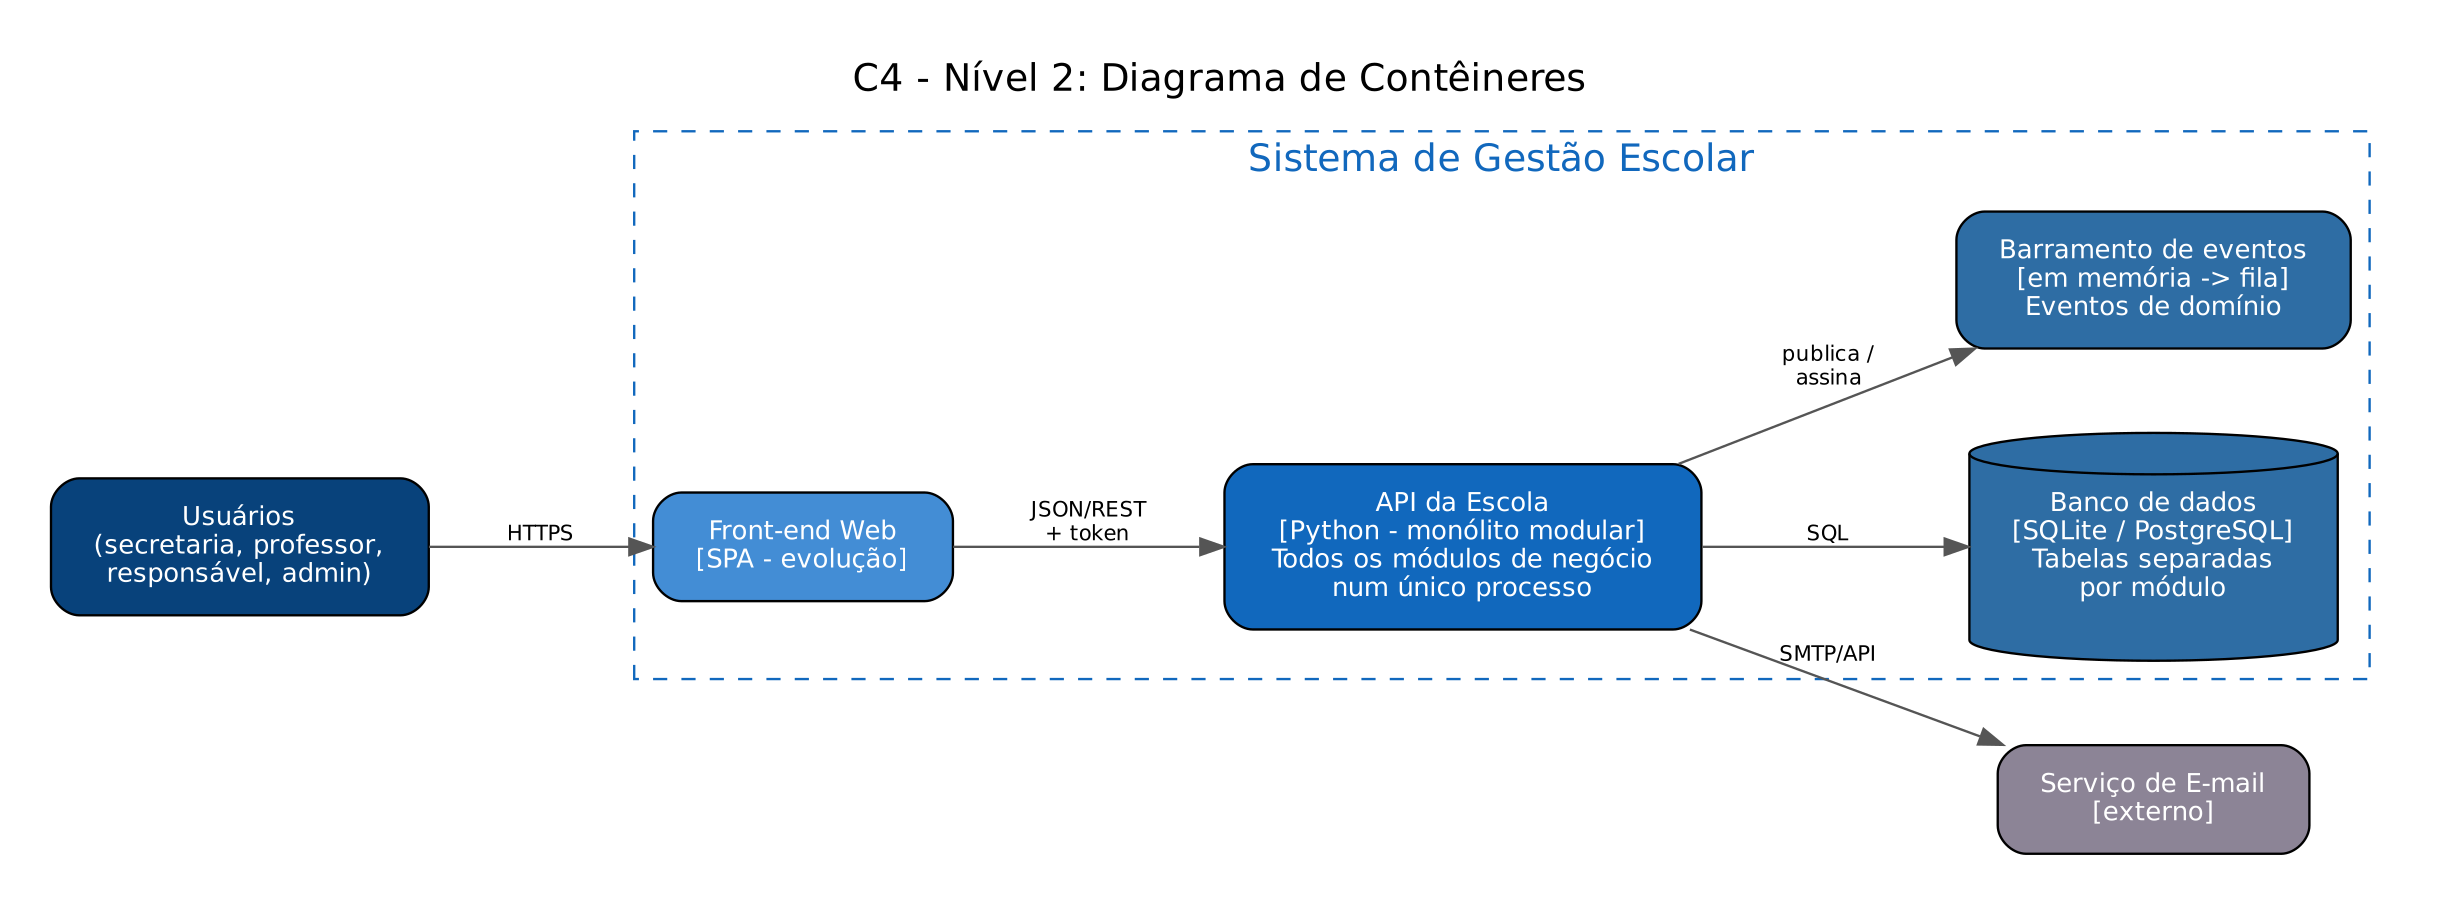 C4 - Nível 2: Diagrama de Contêineres
Sistema de Gestão Escolar
Usuários
(secretaria, professor,
responsável, admin)
HTTPS
Front-end Web
[SPA - evolução]
JSON/REST
+ token
API da Escola
[Python - monólito modular]
Todos os módulos de negócio
num único processo
publica /
assina
Barramento de eventos
[em memória -> fila]
Eventos de domínio
SQL
Banco de dados
[SQLite / PostgreSQL]
Tabelas separadas
por módulo
SMTP/API
Serviço de E-mail
[externo]